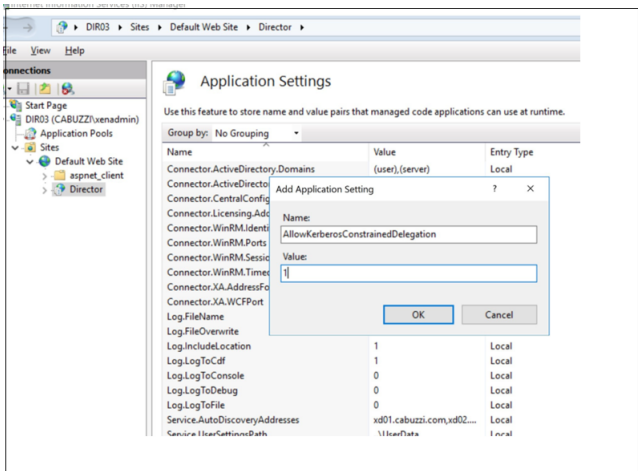 Internet Information Services (IIS) Manager
DIR03 Sites Default Web Site Director
File View Help
onnections
Start Page
DIR03 (CABUZZI\xenadmin)
Application Pools
Sites
Default Web Site
aspnet_client
Director
Application Settings
Use this feature to store name and value pairs that managed code applications can use at runtime.
Group by: No Grouping
Name Value Entry Type
Connector.ActiveDirectory.Domains (user),(server) Local
Connector.ActiveDirecto
Connector.CentralConfig
Connector.Licensing.Adc
Connector.WinRM.Identi
Connector.WinRM.Ports
Connector.WinRM.Sessic
Connector.WinRM.Timec
Connector.XA.AddressFo
Connector.XA.WCFPort
Log.FileName
Log.FileOverwrite
Log.IncludeLocation 1 Local
Log.LogToCdf 1 Local
Log.LogToConsole 0 Local
Log.LogToDebug 0 Local
Log.LogToFile 0 Local
Service.AutoDiscoveryAddresses xd01.cabuzzi.com,xd02.... Local
Service.UserSettingsPath .\UserData Local
Add Application Setting ? ×
Name:
AllowKerberosConstrainedDelegation
Value:
1
OK Cancel